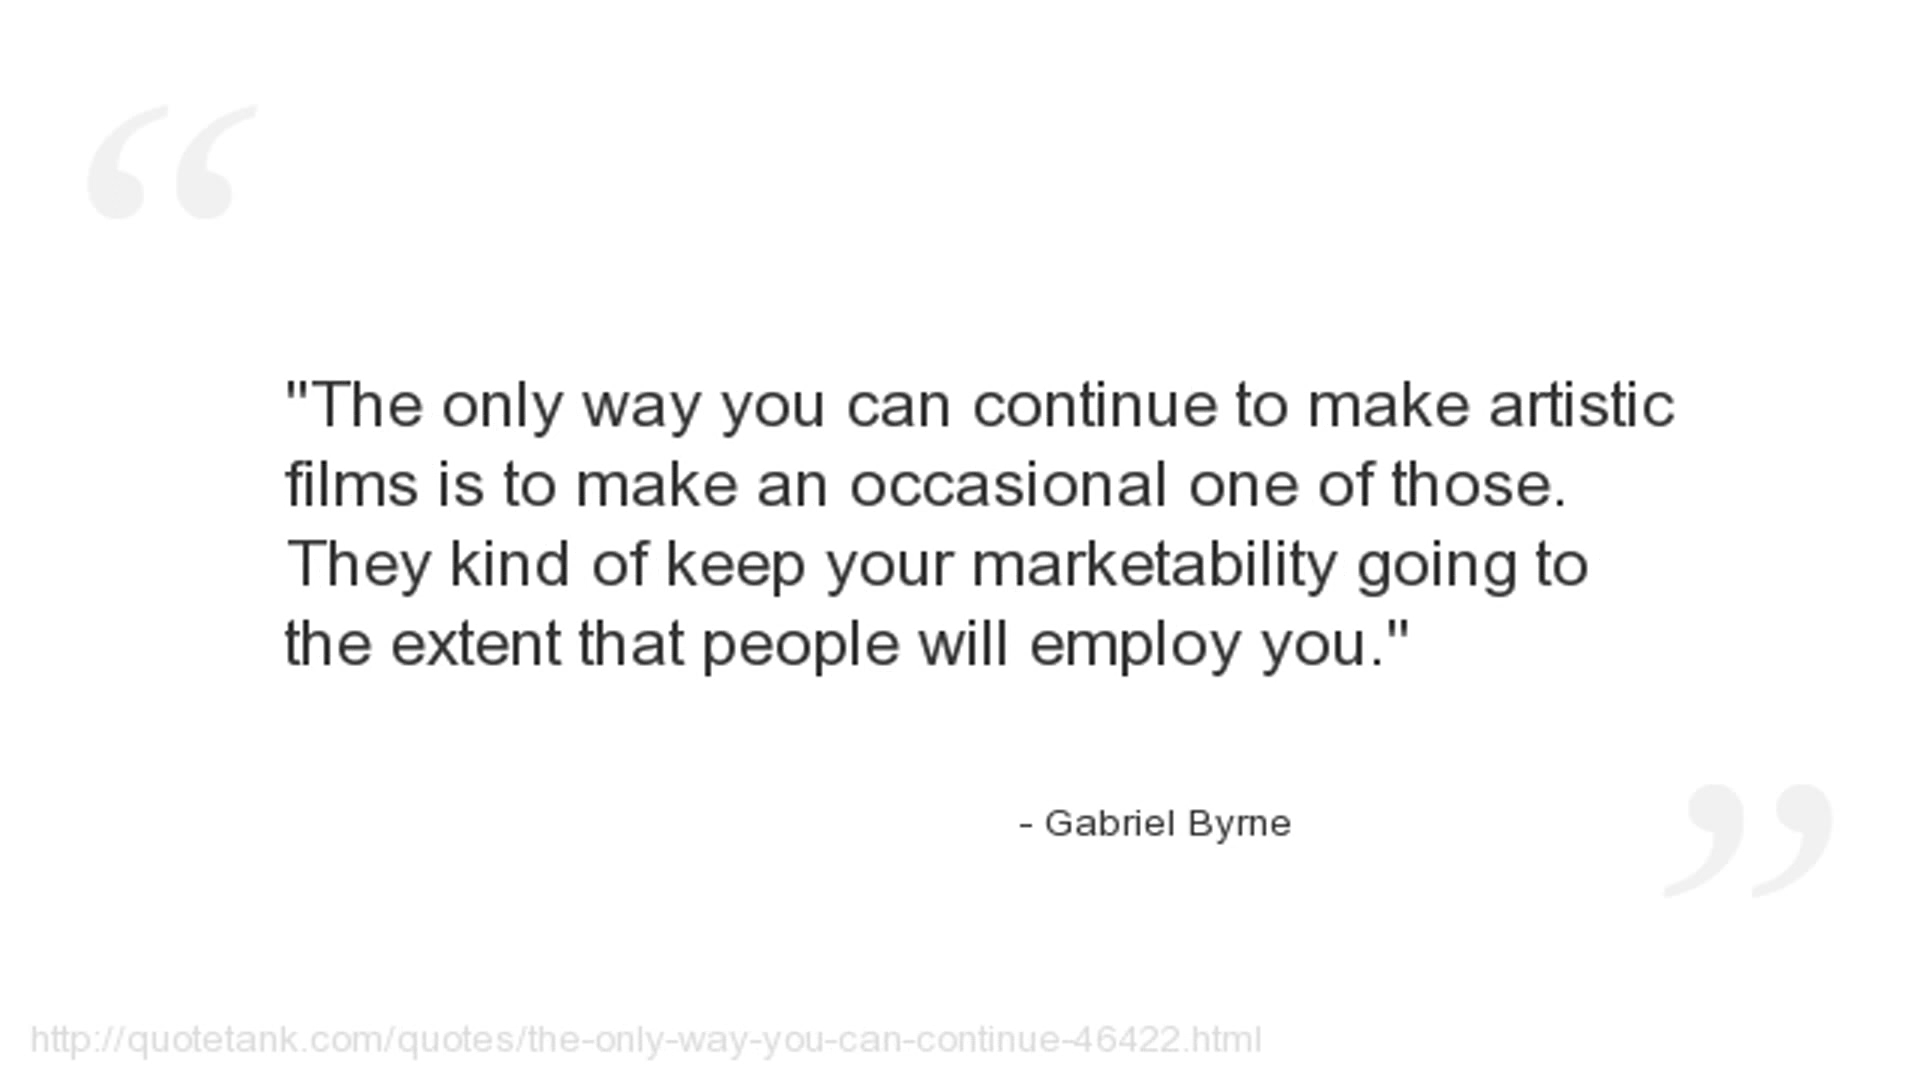 "The only way you can continue to make artistic
films is to make an occasional one of those.
They kind of keep your marketability going to
the extent that people will employ you."
- Gabriel Byrne
http://quotetank.com/quotes/the-only-way-you-can-continue-46422.html